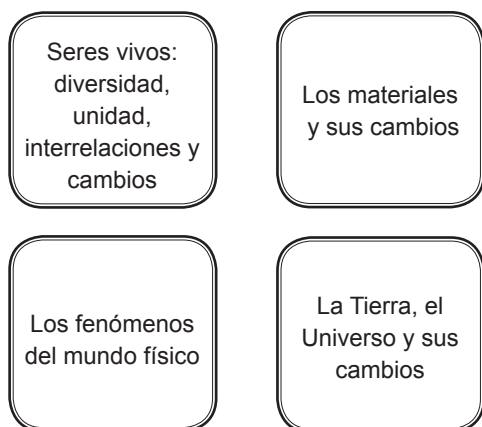 Seres vivos:
diversidad,
unidad,
interrelaciones y
cambios
Los materiales
y sus cambios
Los fenómenos
del mundo físico
La Tierra, el
Universo y sus
cambios